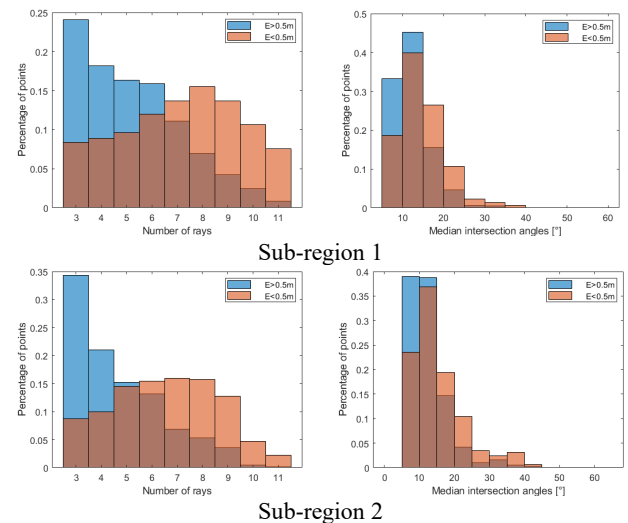 0.25
0.2
0.15
0.1
0.05
0
Percentage of points
3 4 5 6 7 8 9 10 11
Number of rays
E>0.5m
E<0.5m
0.5
0.4
0.3
0.2
0.1
0
Percentage of points
10 20 30 40 50 60
Median intersection angles [°]
E>0.5m
E<0.5m
Sub-region 1
0.35
0.3
0.25
0.2
0.15
0.1
0.05
0
Percentage of points
3 4 5 6 7 8 9 10 11
Number of rays
E>0.5m
E<0.5m
0.4
0.35
0.3
0.25
0.2
0.15
0.1
0.05
0
Percentage of points
0 10 20 30 40 50 60
Median intersection angles [°]
E>0.5m
E<0.5m
Sub-region 2